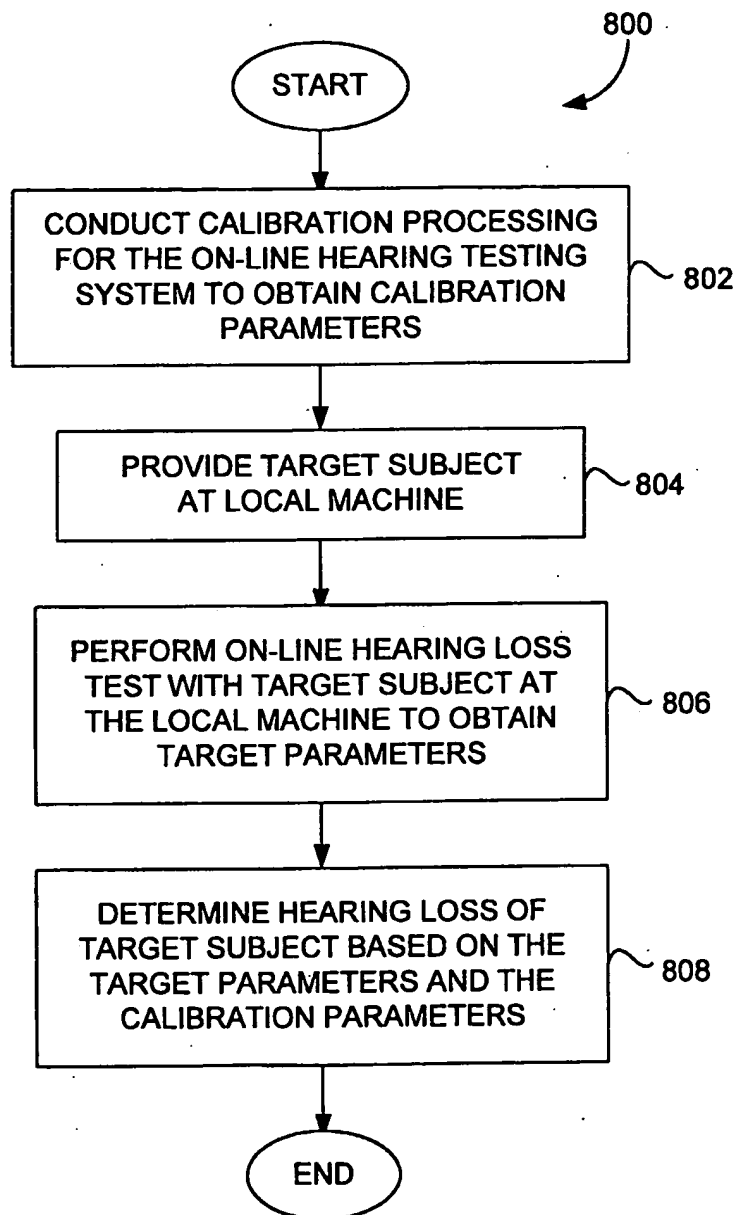 800
START
CONDUCT CALIBRATION PROCESSING
FOR THE ON-LINE HEARING TESTING
SYSTEM TO OBTAIN CALIBRATION
PARAMETERS
802
PROVIDE TARGET SUBJECT
AT LOCAL MACHINE
804
PERFORM ON-LINE HEARING LOSS
TEST WITH TARGET SUBJECT AT
THE LOCAL MACHINE TO OBTAIN
TARGET PARAMETERS
806
DETERMINE HEARING LOSS OF
TARGET SUBJECT BASED ON THE
TARGET PARAMETERS AND THE
CALIBRATION PARAMETERS
808
END